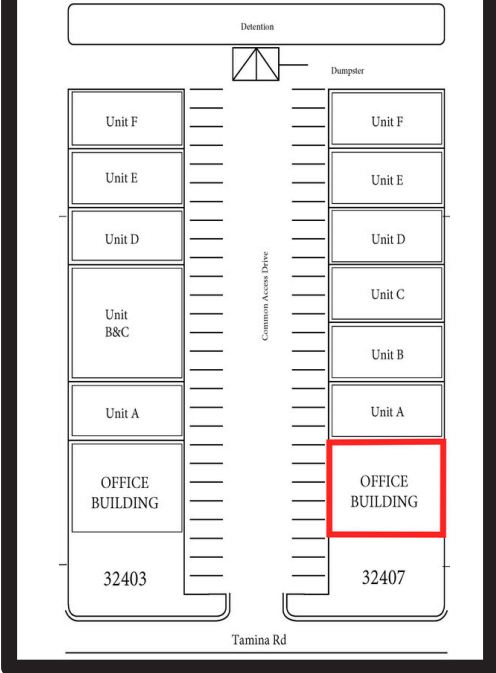 Detention
Dumpster
Unit F
Unit E
Unit D
Unit
B&C
Unit A
OFFICE
BUILDING
32403
Common Access Drive
Unit F
Unit E
Unit D
Unit C
Unit B
Unit A
OFFICE
BUILDING
32407
Tamina Rd